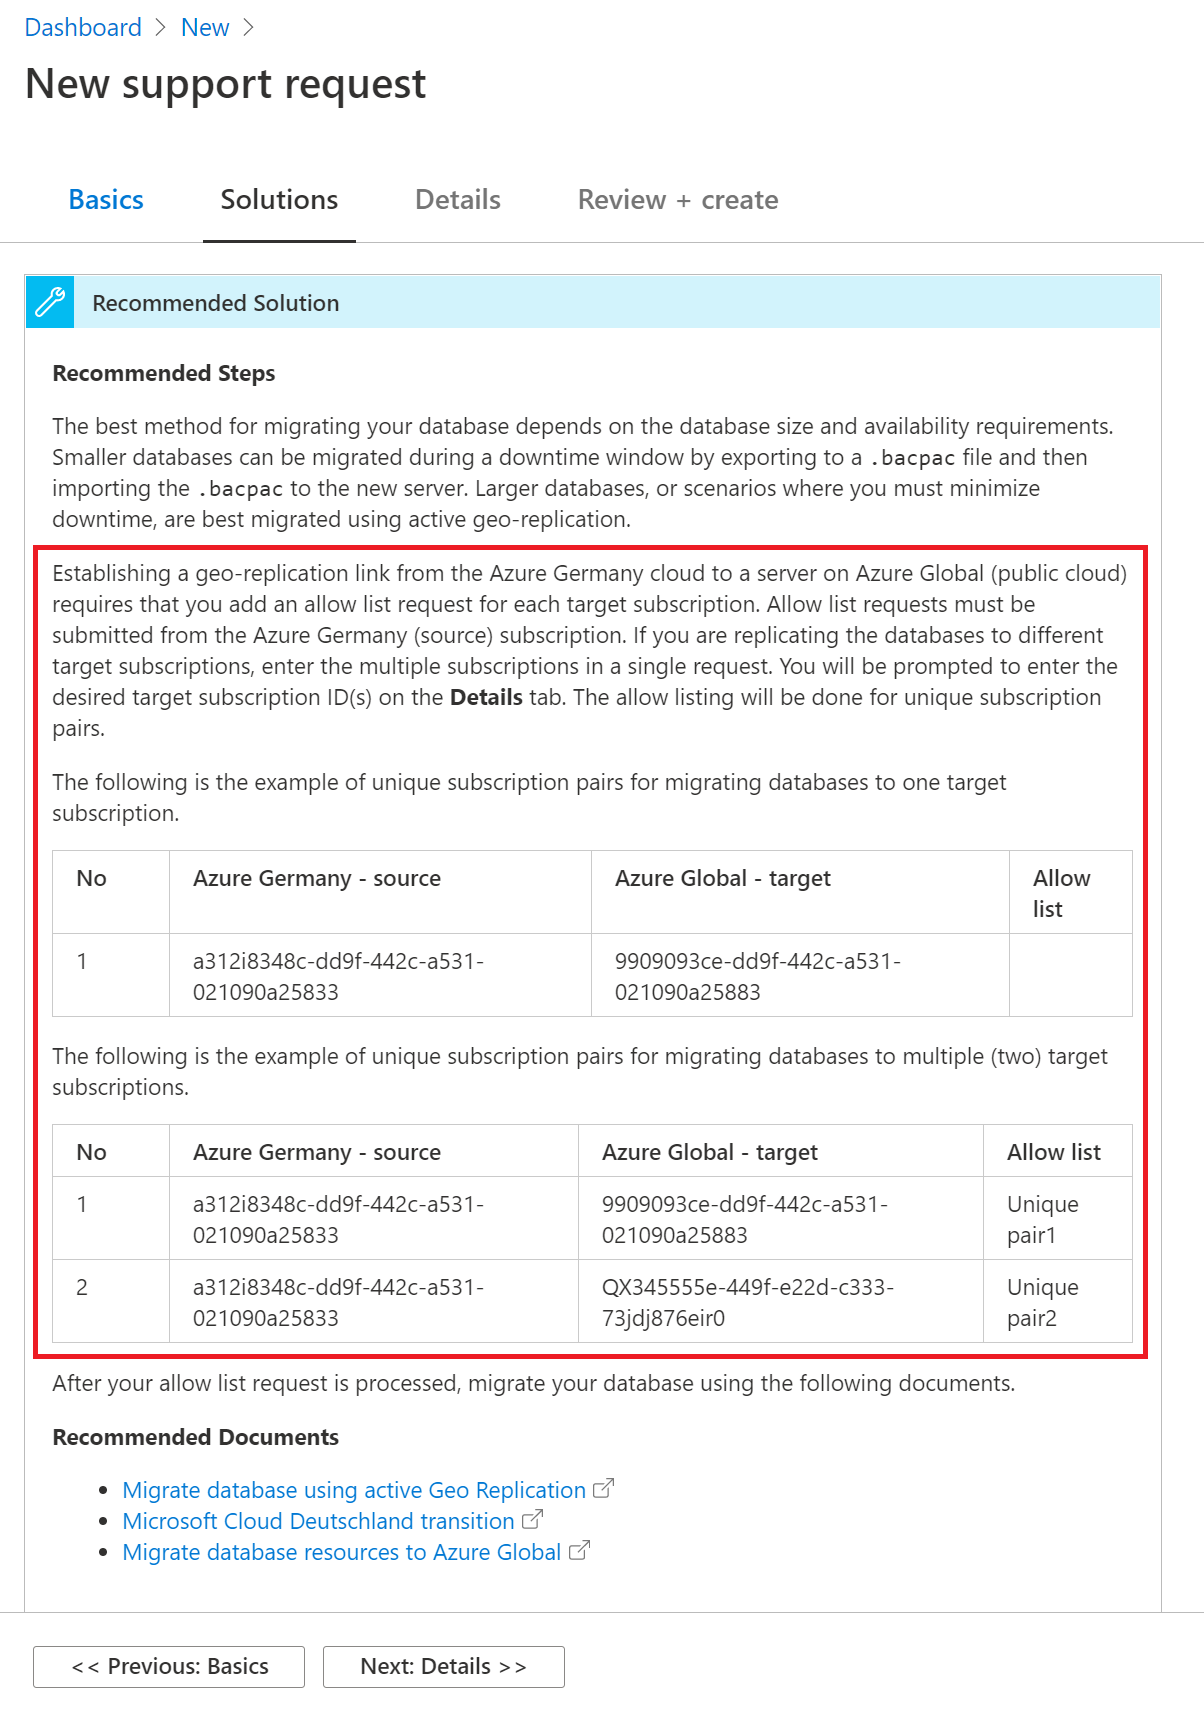 Dashboard > New >
New support request
Basics Solutions Details Review + create
Recommended Solution
Recommended Steps
The best method for migrating your database depends on the database size and availability requirements.
Smaller databases can be migrated during a downtime window by exporting to a .bacpac file and then
importing the .bacpac to the new server. Larger databases, or scenarios where you must minimize
downtime, are best migrated using active geo-replication.
Establishing a geo-replication link from the Azure Germany cloud to a server on Azure Global (public cloud)
requires that you add an allow list request for each target subscription. Allow list requests must be
submitted from the Azure Germany (source) subscription. If you are replicating the databases to different
target subscriptions, enter the multiple subscriptions in a single request. You will be prompted to enter the
desired target subscription ID(s) on the Details tab. The allow listing will be done for unique subscription
pairs.
The following is the example of unique subscription pairs for migrating databases to one target
subscription.
No Azure Germany - source Azure Global - target Allow
list
1 a312i8348c-dd9f-442c-a531- 9909093ce-dd9f-442c-a531-
021090a25833 021090a25883
The following is the example of unique subscription pairs for migrating databases to multiple (two) target
subscriptions.
No Azure Germany - source Azure Global - target Allow list
1 a312i8348c-dd9f-442c-a531- 9909093ce-dd9f-442c-a531- Unique
021090a25833 021090a25883 pair1
2 a312i8348c-dd9f-442c-a531- QX345555e-449f-e22d-c333- Unique
021090a25833 73jdj876eir0 pair2
After your allow list request is processed, migrate your database using the following documents.
Recommended Documents
• Migrate database using active Geo Replication
• Microsoft Cloud Deutschland transition
• Migrate database resources to Azure Global
<< Previous: Basics Next: Details >>